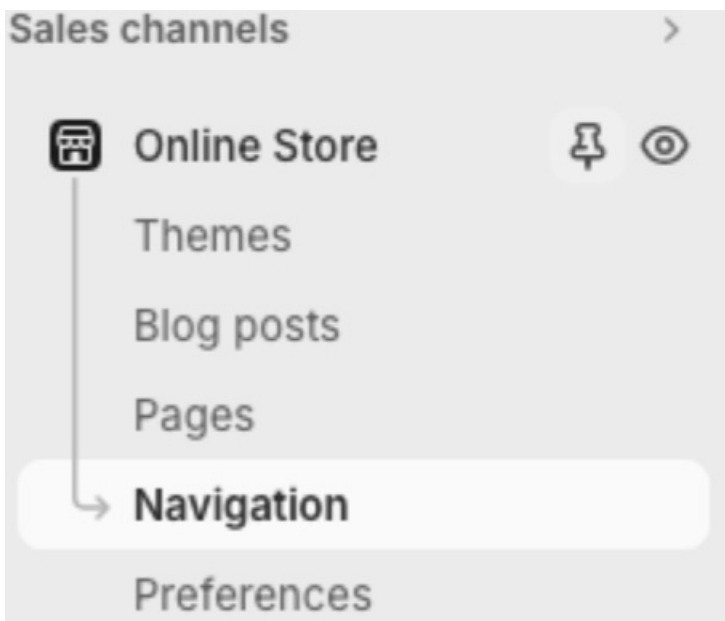 Sales channels
Online Store
Themes
Blog posts
Pages
Navigation
Preferences